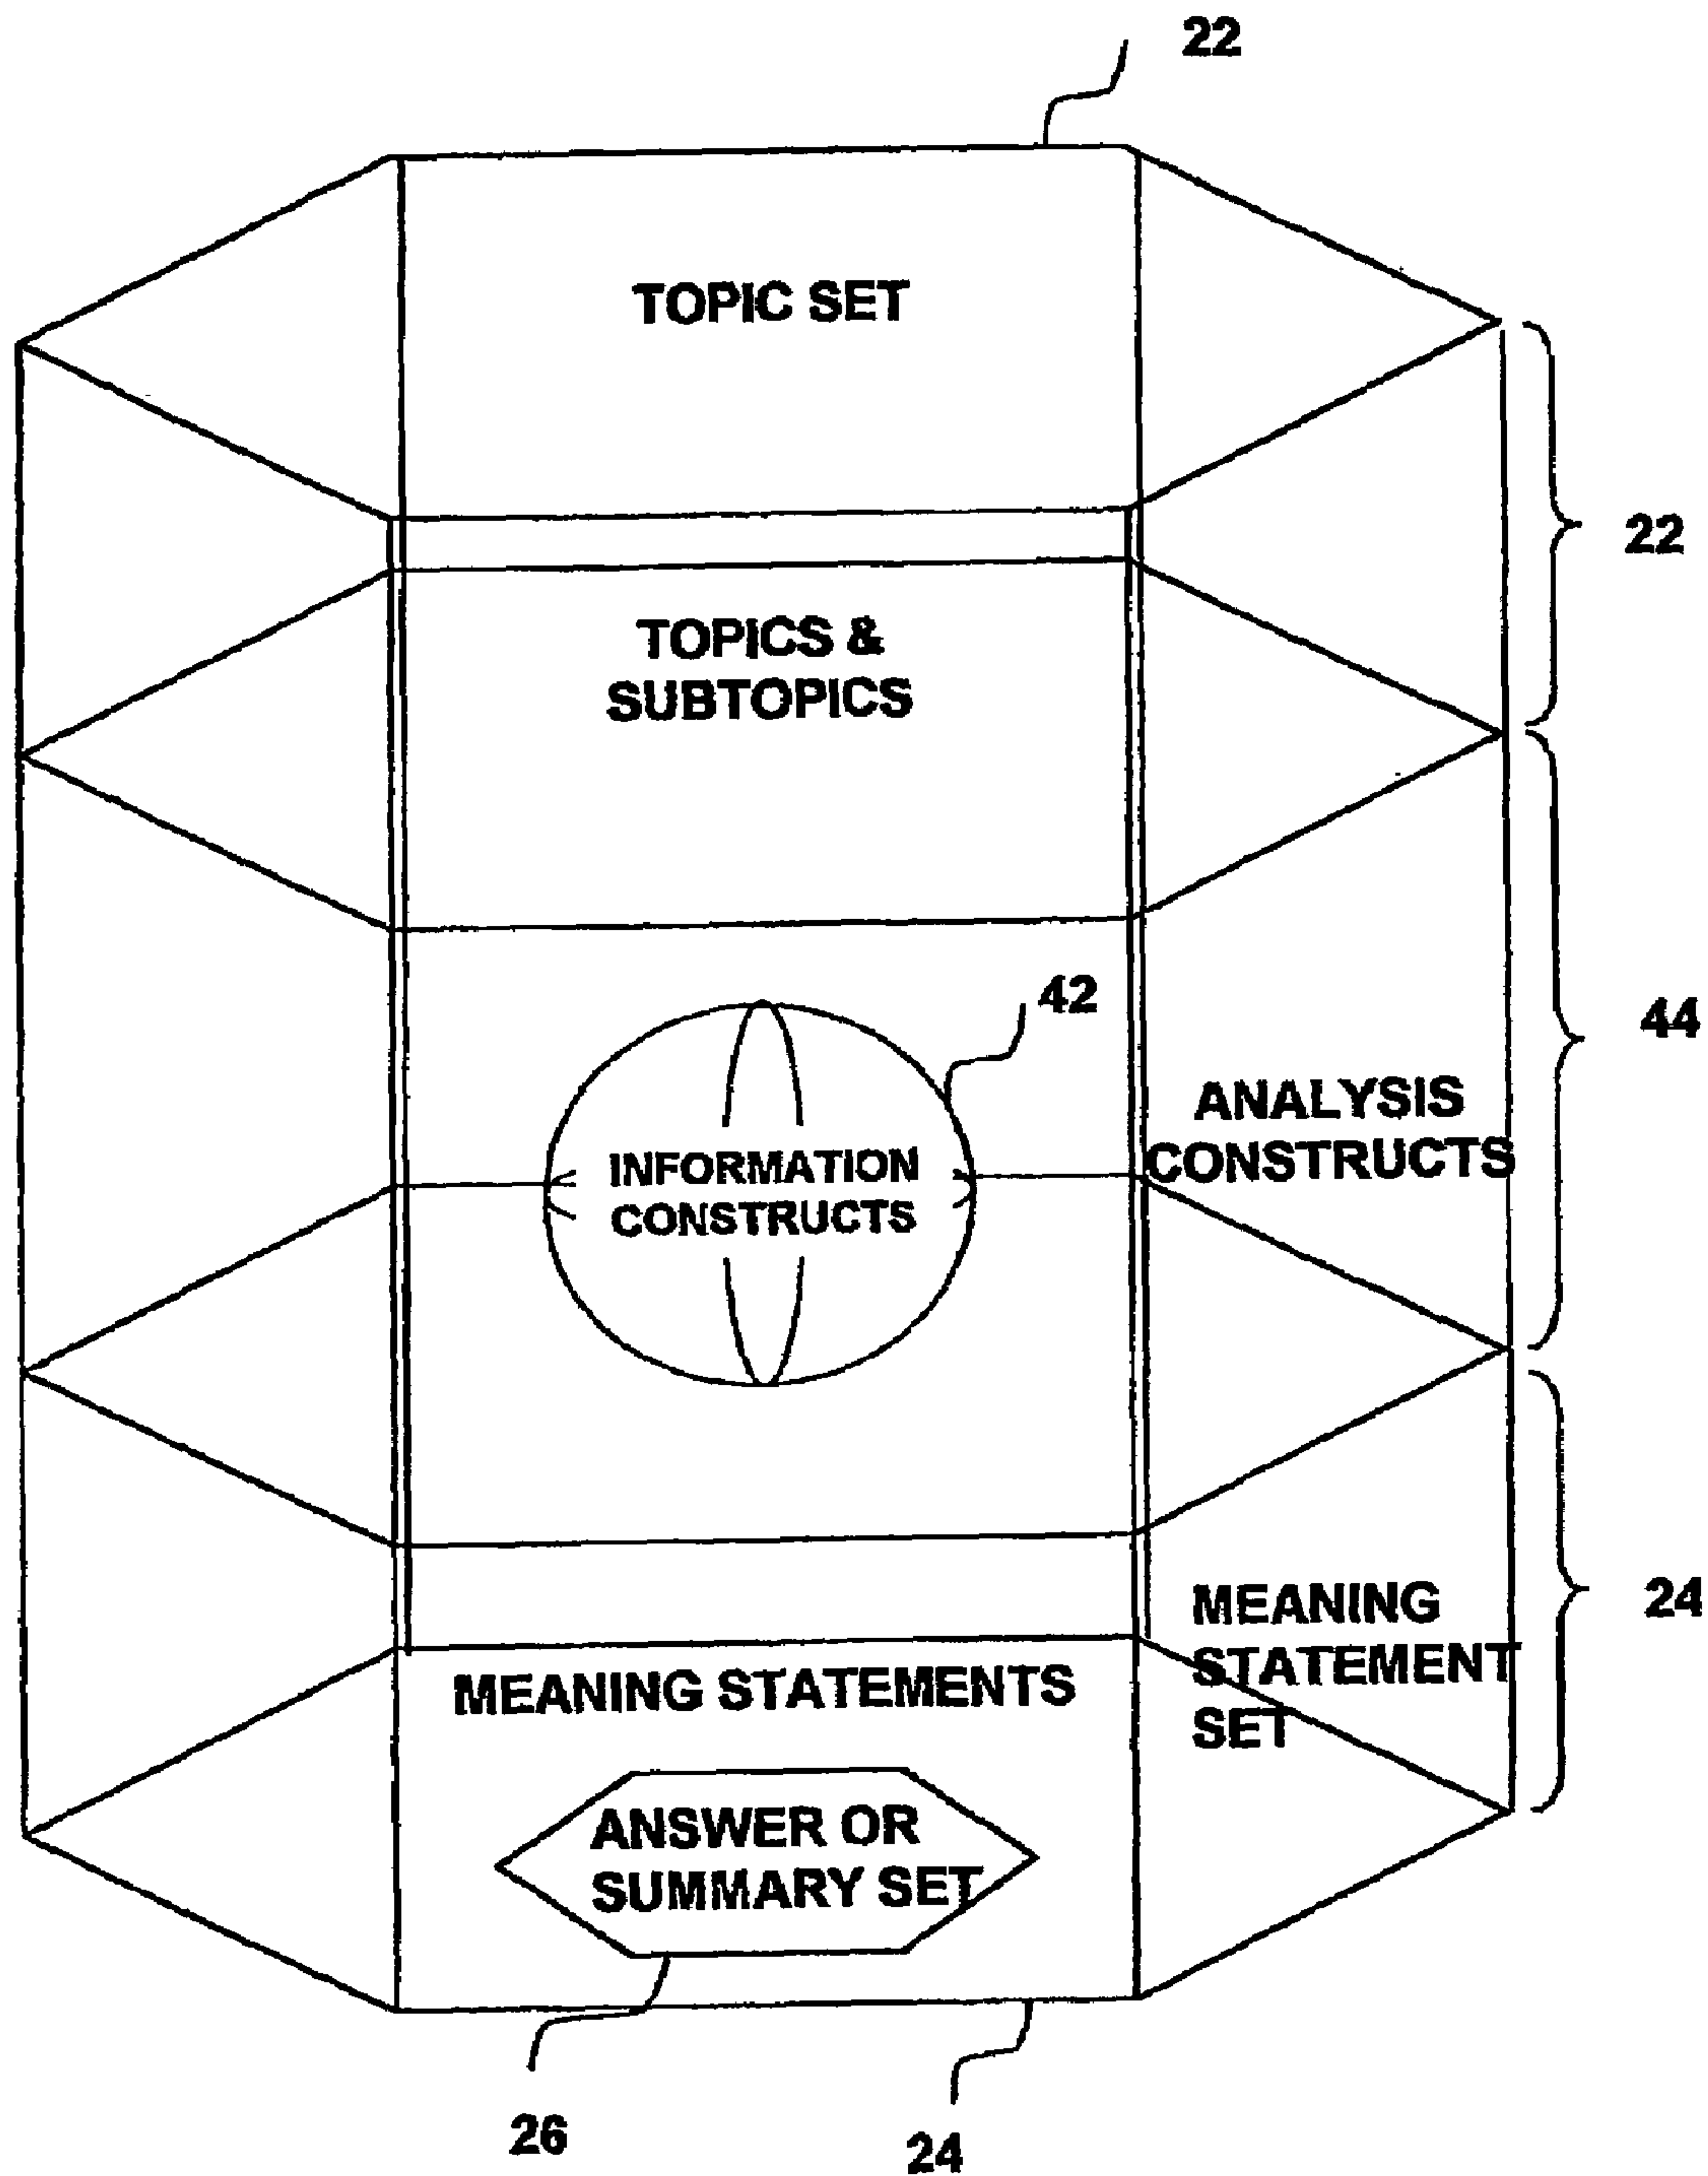 22
TOPIC SET
22
TOPICS &
SUBTOPICS
42
44
ANALYSIS
CONSTRUCTS
INFORMATION
CONSTRUCTS
24
MEANING
STATEMENT
SET
MEANING STATEMENTS
ANSWER OR
SUMMARY SET
26
24